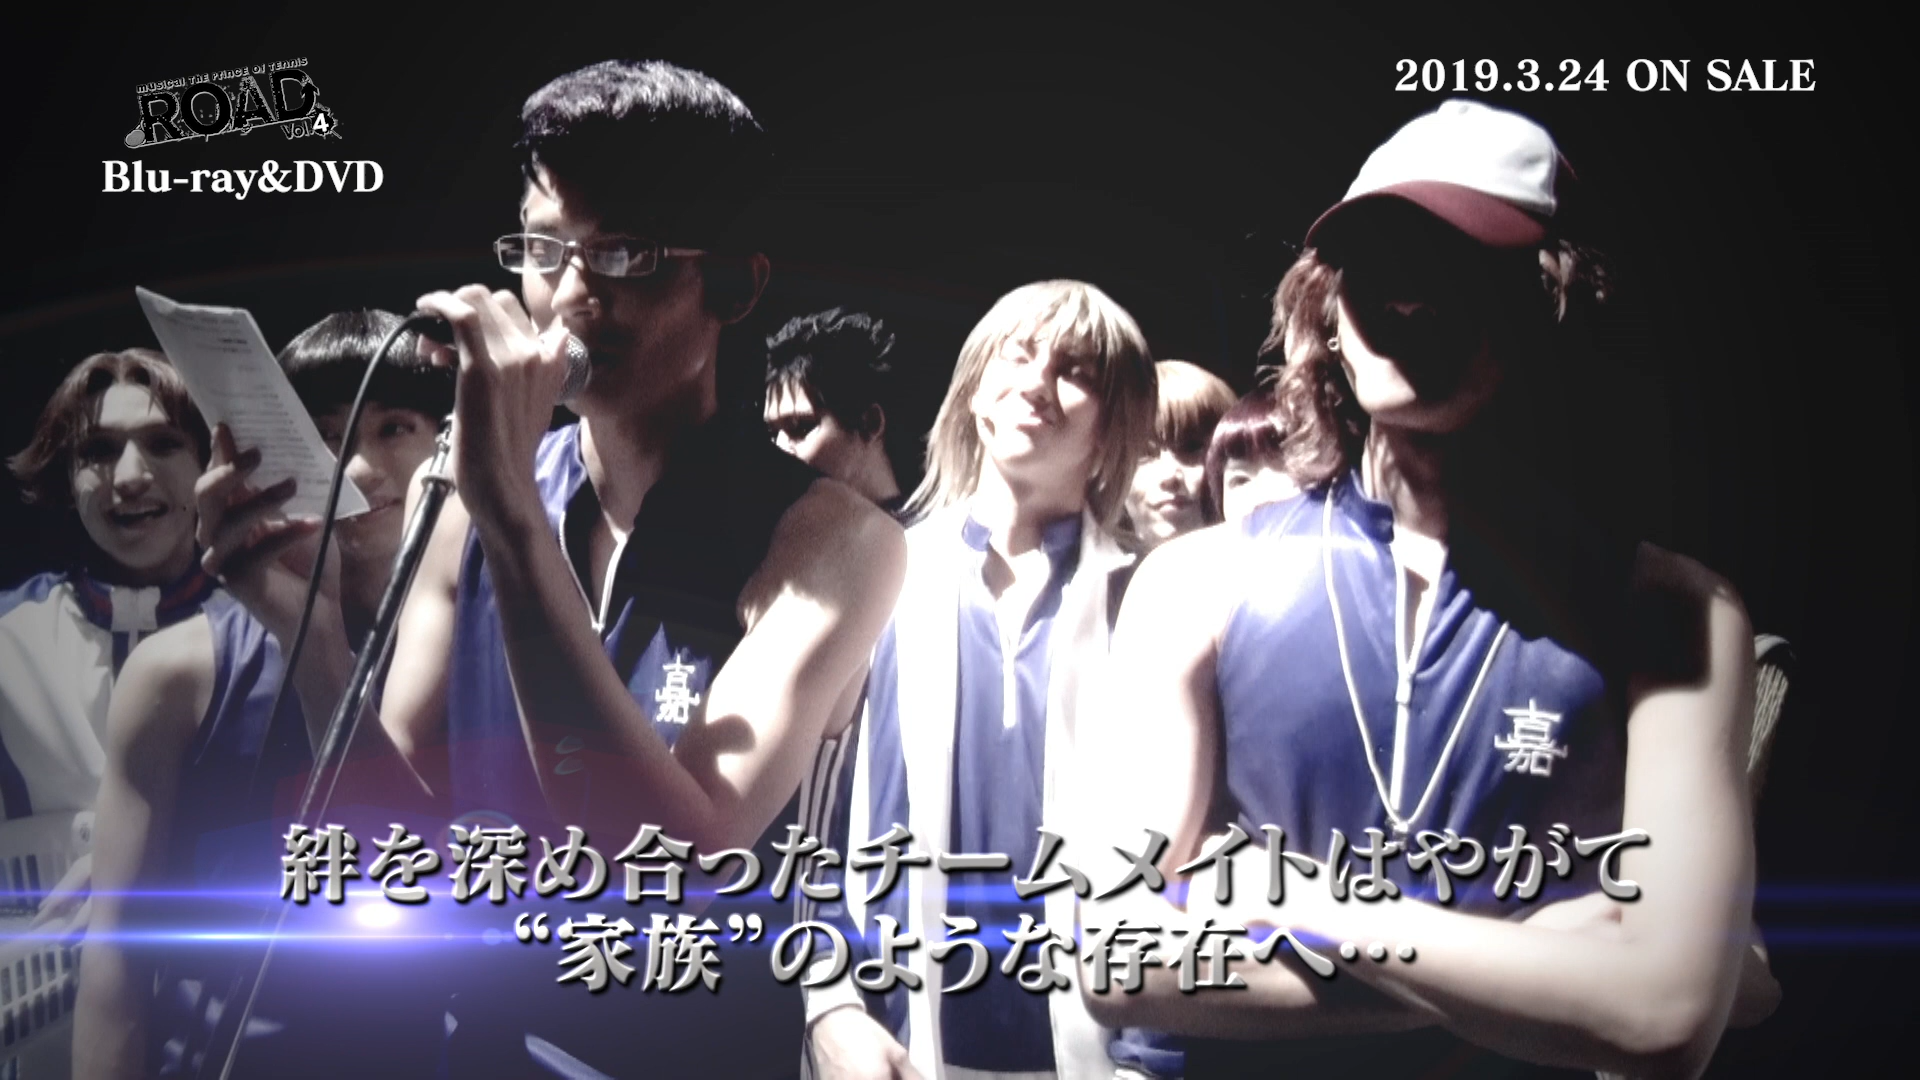 musical THE PRINCE OF TENNIS
ROAD
Vol.4
Blu-ray&DVD
2019.3.24 ON SALE
嘉
嘉
絆を深め合ったチームメイトはやがて
“家族”のような存在へ…